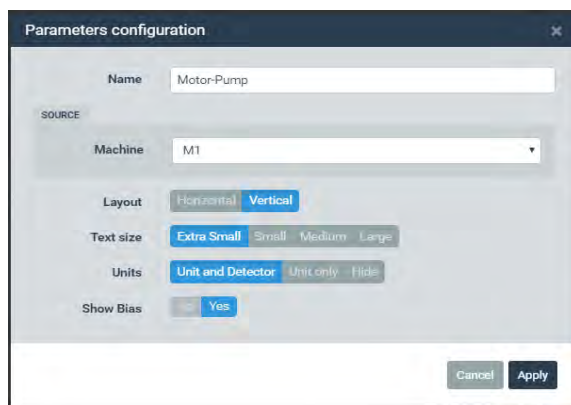 Parameters configuration ×
Name Motor-Pump
SOURCE
Machine M1
Layout Horizontal Vertical
Text size Extra Small Small Medium Large
Units Unit and Detector Unit only Hide
Show Bias No Yes
Cancel Apply